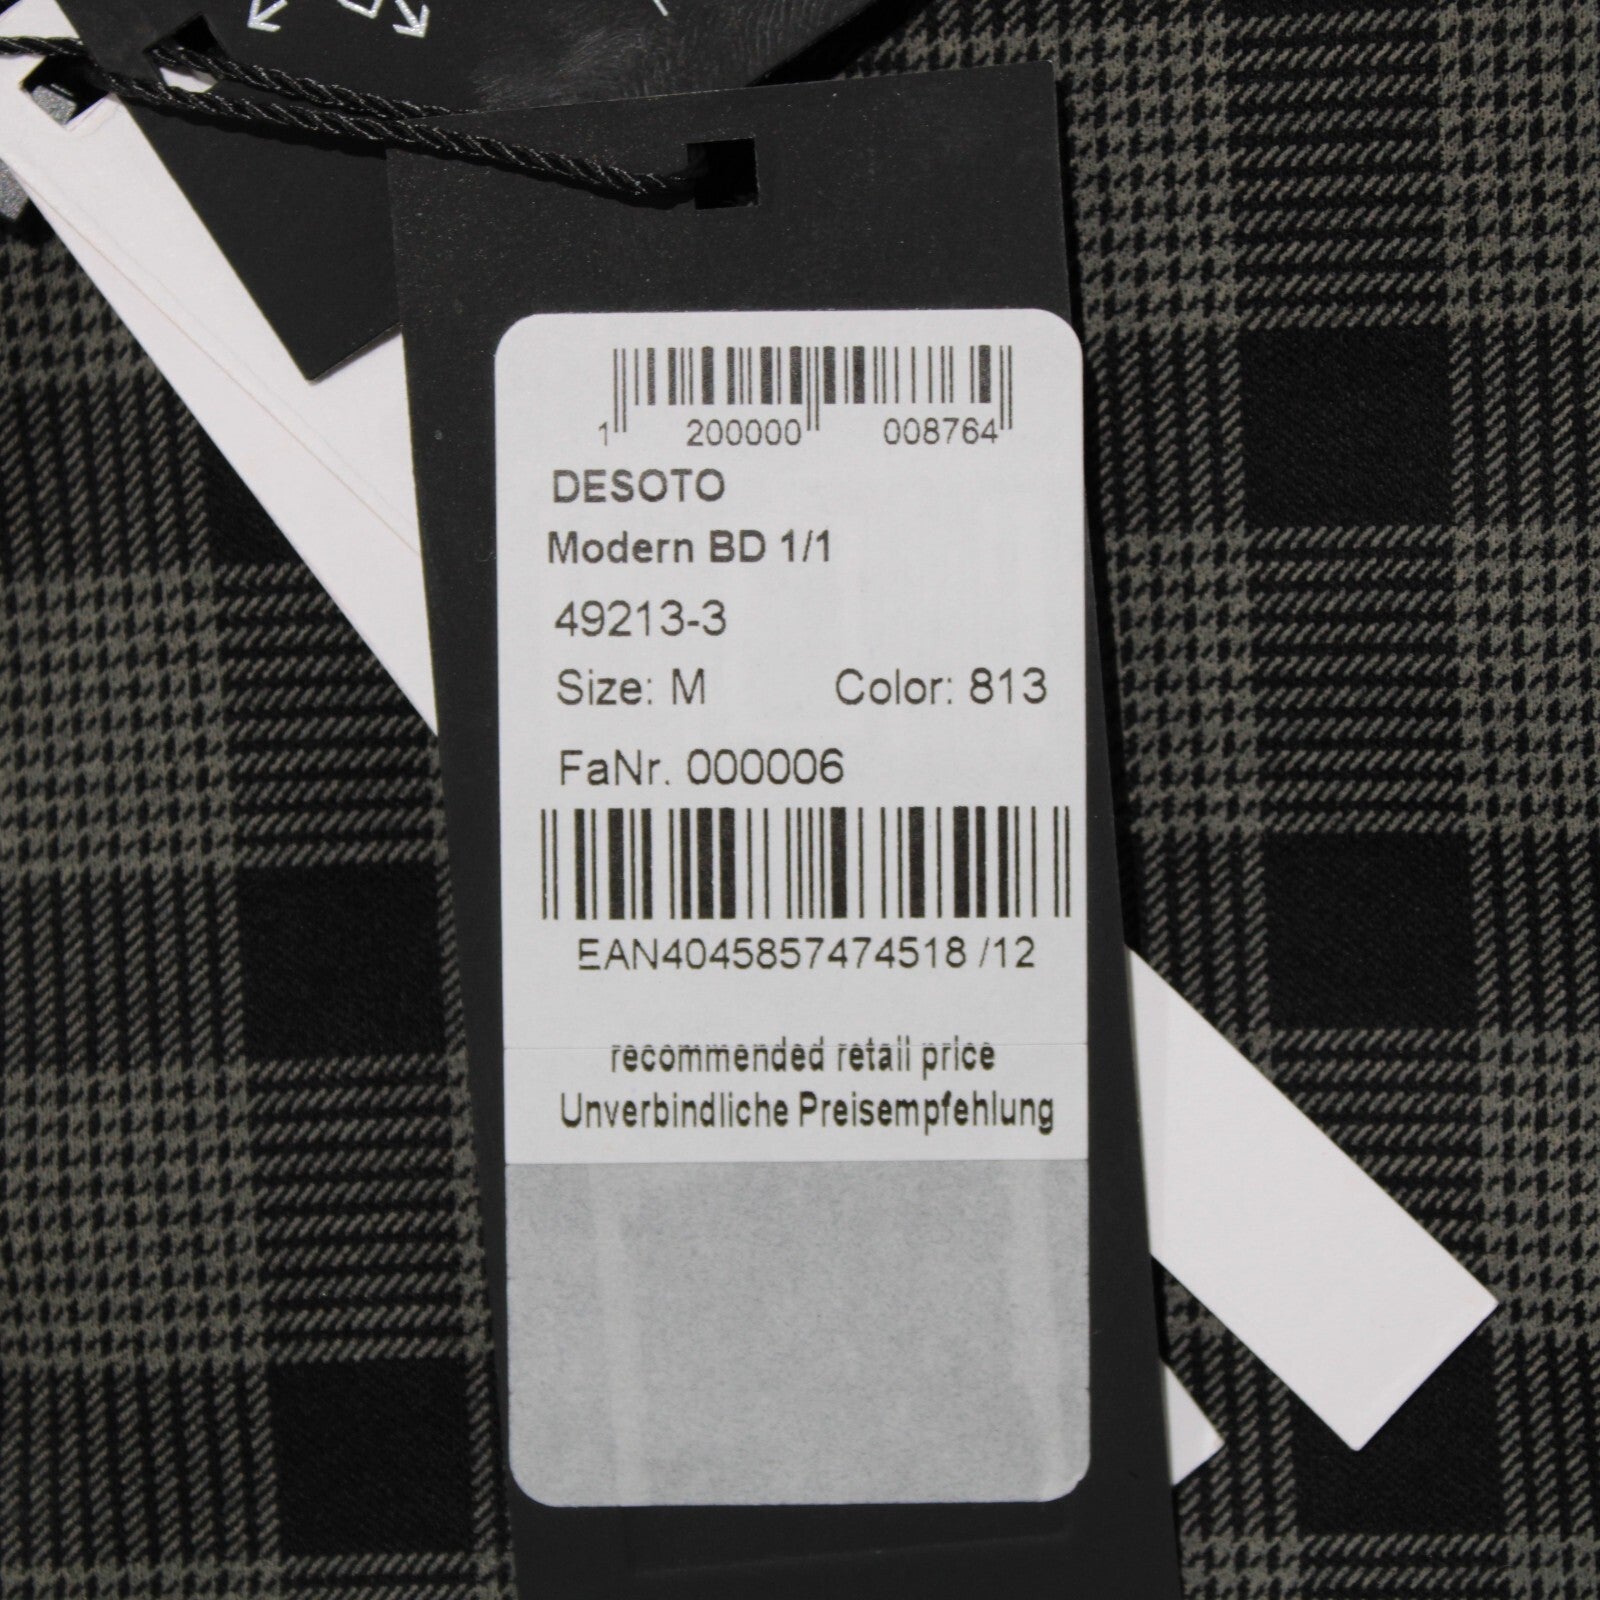 1 200000 008764
DESOTO
Modern BD 1/1
49213-3
Size: M Color: 813
FaNr. 000006
EAN4045857474518 /12
recommended retail price
Unverbindliche Preisempfehlung